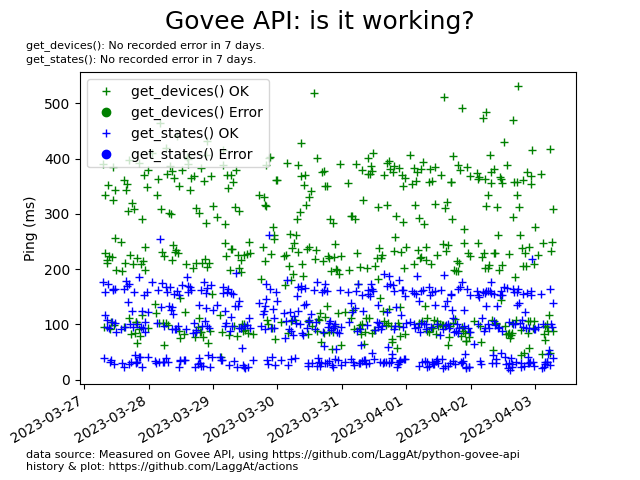 Govee API: is it working?
get_devices(): No recorded error in 7 days.
get_states(): No recorded error in 7 days.
get_devices() OK
get_devices() Error
get_states() OK
get_states() Error
Ping (ms)
500
400
300
200
100
0
2023-03-27
2023-03-28
2023-03-29
2023-03-30
2023-03-31
2023-04-01
2023-04-02
2023-04-03
data source: Measured on Govee API, using https://github.com/LaggAt/python-govee-api
history & plot: https://github.com/LaggAt/actions